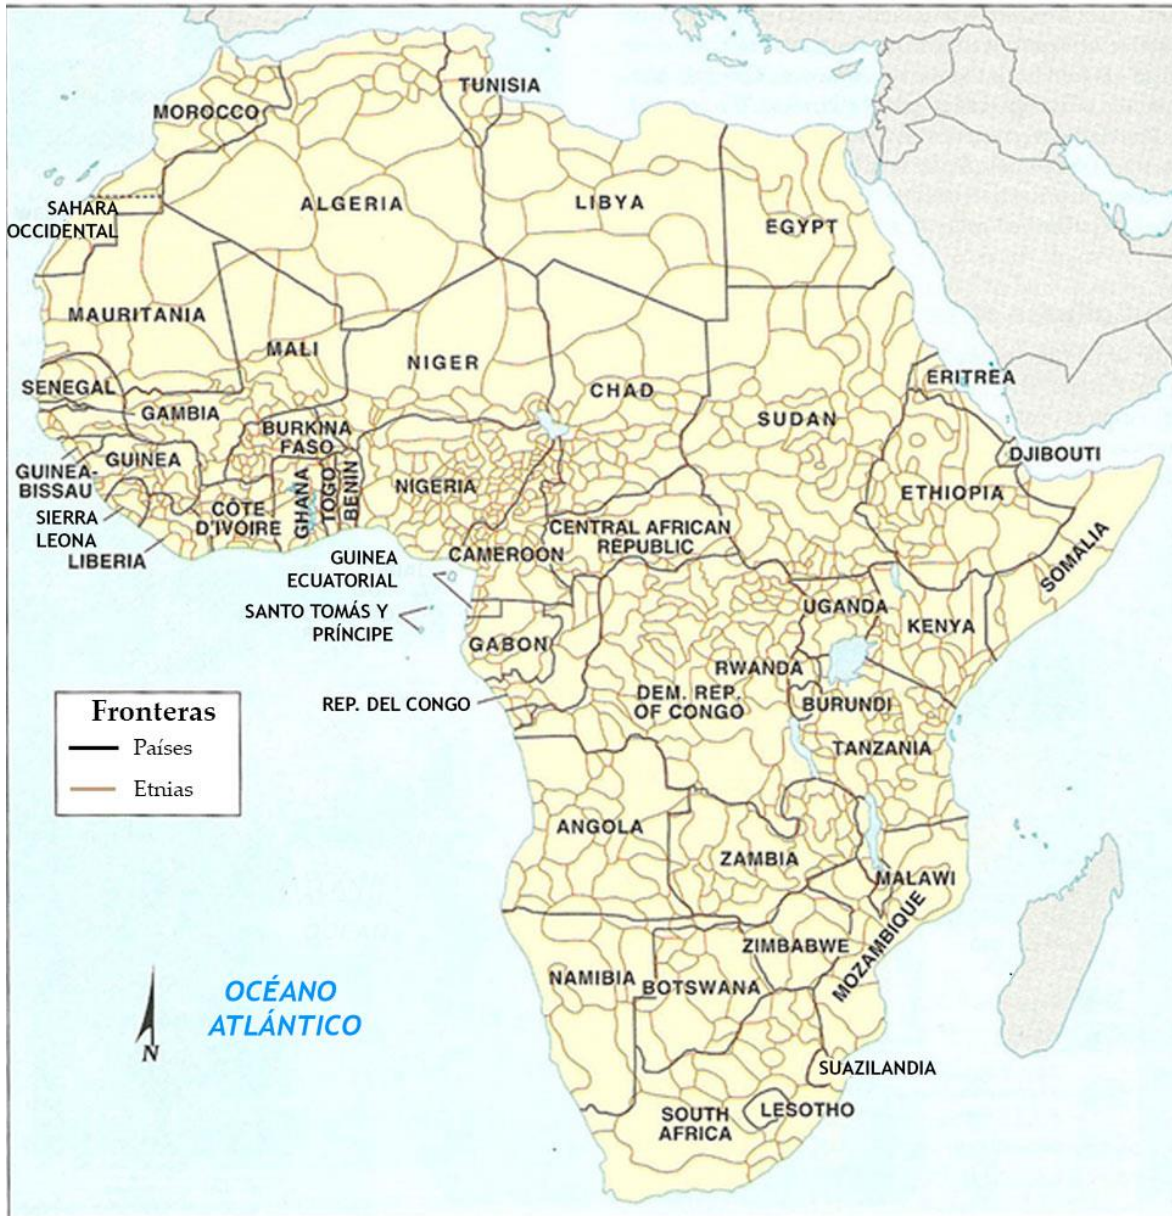 TUNISIA
MOROCCO
ALGERIA
LIBYA
EGYPT
SAHARA
OCCIDENTAL
MAURITANIA
MALI
NIGER
CHAD
SUDAN
ERITREA
SENEGAL
GAMBIA
BURKINA
FASO
DJIBOUTI
GUINEA-
BISSAU
GUINEA
NIGERIA
ETHIOPIA
SIERRA
LEONA
CÔTE
D'IVOIRE
GHANA
TOGO
BENIN
LIBERIA
CENTRAL AFRICAN
REPUBLIC
CAMEROON
SOMALIA
GUINEA
ECUATORIAL
SANTO TOMÁS Y
PRÍNCIPE
GABON
UGANDA
KENYA
RWANDA
REP. DEL CONGO
DEM. REP.
OF CONGO
BURUNDI
TANZANIA
Fronteras
Países
Etnias
ANGOLA
ZAMBIA
MALAWI
MOZAMBIQUE
ZIMBABWE
NAMIBIA
BOTSWANA
OCÉANO
ATLÁNTICO
N
SUAZILANDIA
SOUTH
AFRICA
LESOTHO